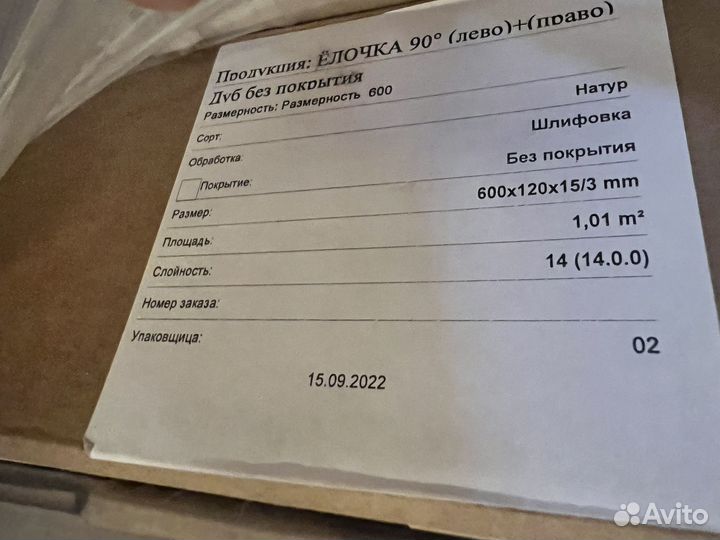 Продукция: ЁЛОЧКА 90° (лево)+(право)
Дуб без покрытия
Размерность: Размерность 600
Сорт: Натур
Обработка: Шлифовка
Покрытие: Без покрытия
Размер: 600x120x15/3 mm
Площадь: 1,01 m²
Слойность: 14 (14.0.0)
Номер заказа:
Упаковщица: 02
15.09.2022
Avito